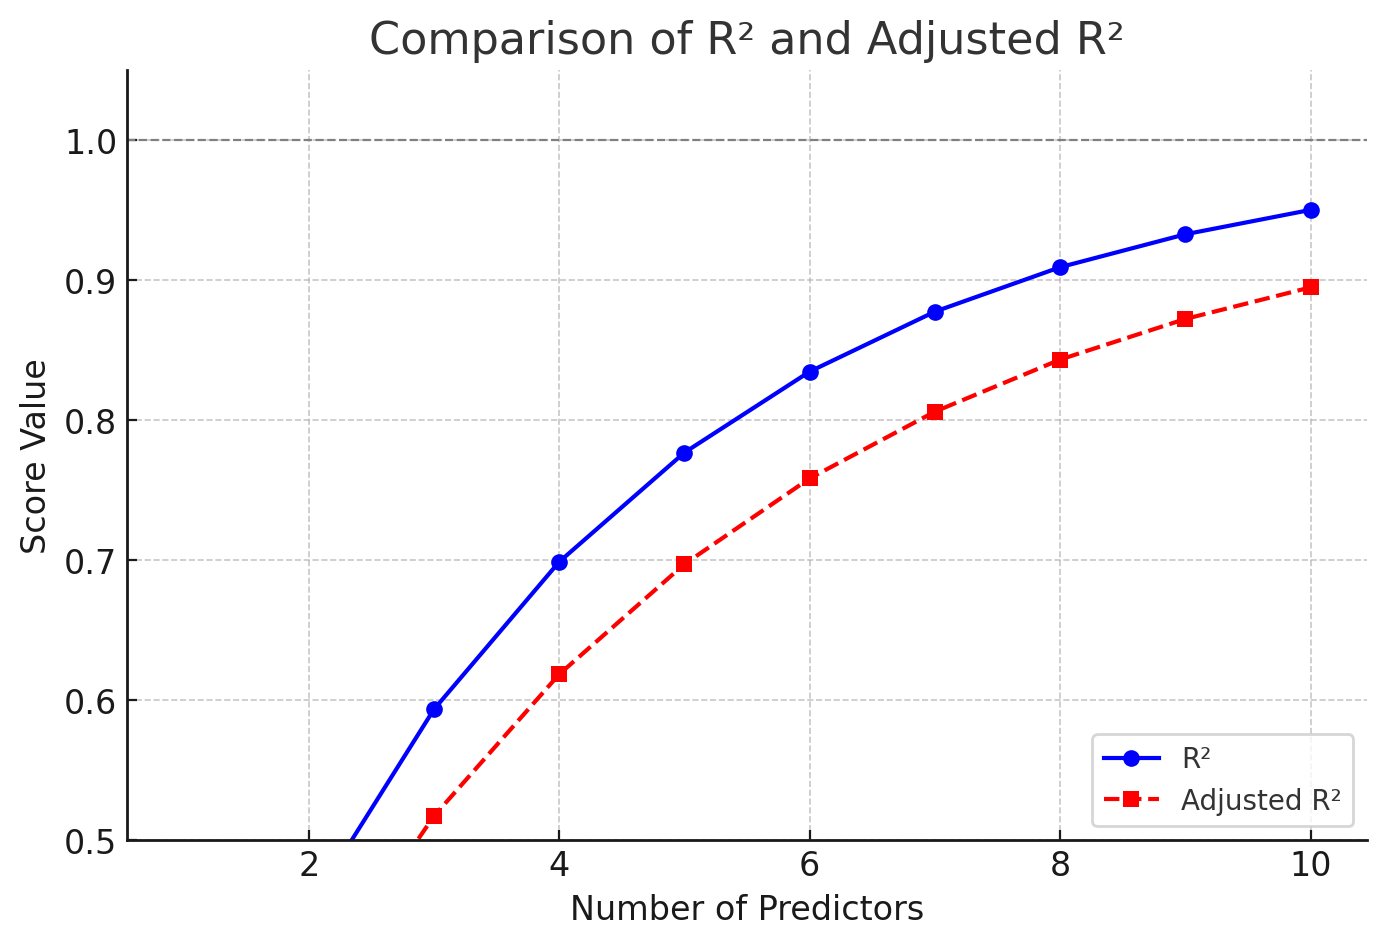 Comparison of R² and Adjusted R²
1.0
0.9
0.8
0.7
0.6
0.5
Score Value
2 4 6 8 10
Number of Predictors
R²
Adjusted R²